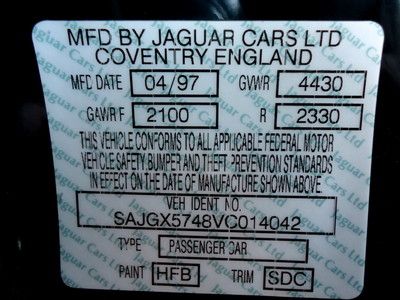 MFD BY JAGUAR CARS LTD
COVENTRY ENGLAND
MFD DATE 04/97 GVWR 4430
GAWR F 2100 R 2330
THIS VEHICLE CONFORMS TO ALL APPLICABLE FEDERAL MOTOR
VEHICLE SAFETY BUMPER AND THEFT PREVENTION STANDARDS
IN EFFECT ON THE DATE OF MANUFACTURE SHOWN ABOVE.
VEH IDENT NO.
SAJGX5748VC014042
TYPE PASSENGER CAR
PAINT HFB TRIM SDC